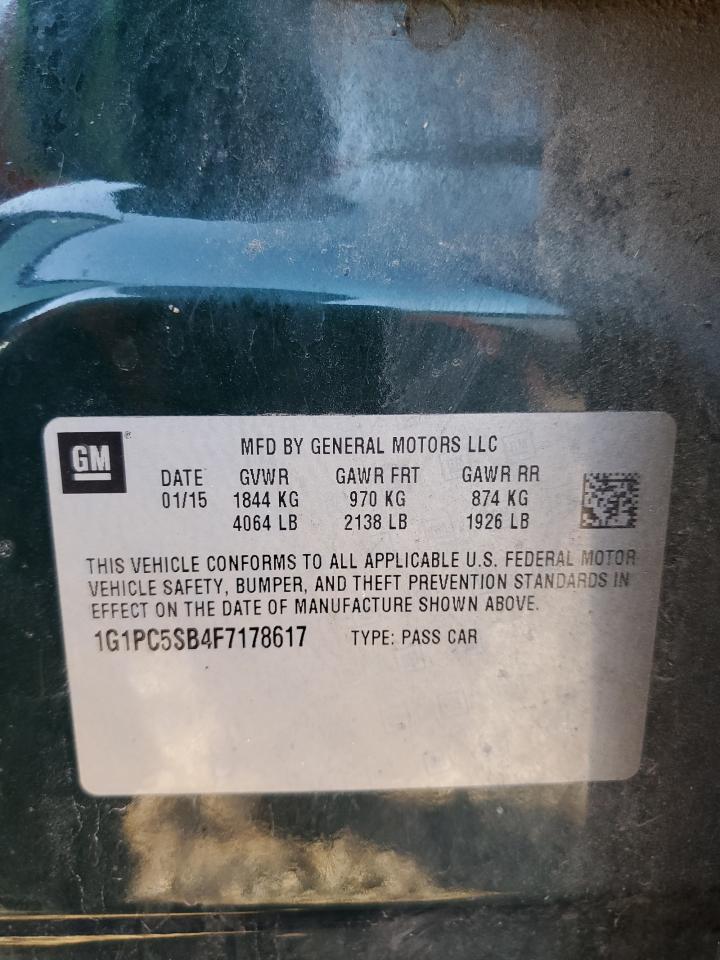 GM ®
MFD BY GENERAL MOTORS LLC
DATE GVWR GAWR FRT GAWR RR
01/15 1844 KG 970 KG 874 KG
4064 LB 2138 LB 1926 LB
THIS VEHICLE CONFORMS TO ALL APPLICABLE U.S. FEDERAL MOTOR
VEHICLE SAFETY, BUMPER, AND THEFT PREVENTION STANDARDS IN
EFFECT ON THE DATE OF MANUFACTURE SHOWN ABOVE.
1G1PC5SB4F7178617 TYPE: PASS CAR